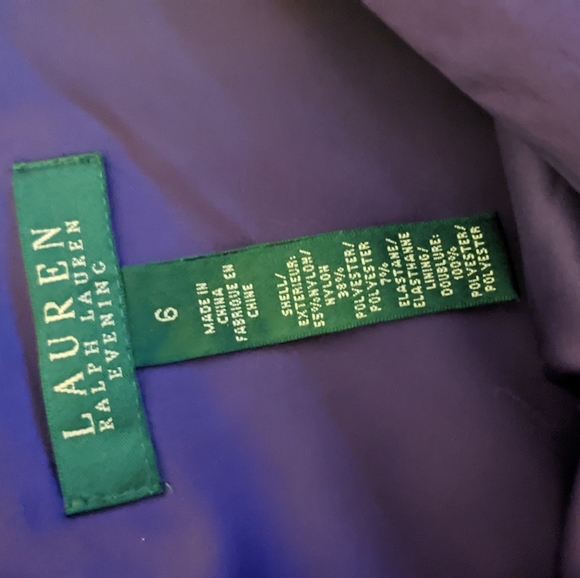 LAUREN
RALPH LAUREN
EVENING
6
MADE IN
CHINA
FABRIQUE EN
CHINE
SHELL/
EXTERIEUR:
55%NYLON/
NYLON
38%
POLYESTER/
POLYESTER
7%
ELASTANE/
ELASTHANNE
LINING/
DOUBLURE:
100%
POLYESTER/
POLYESTER